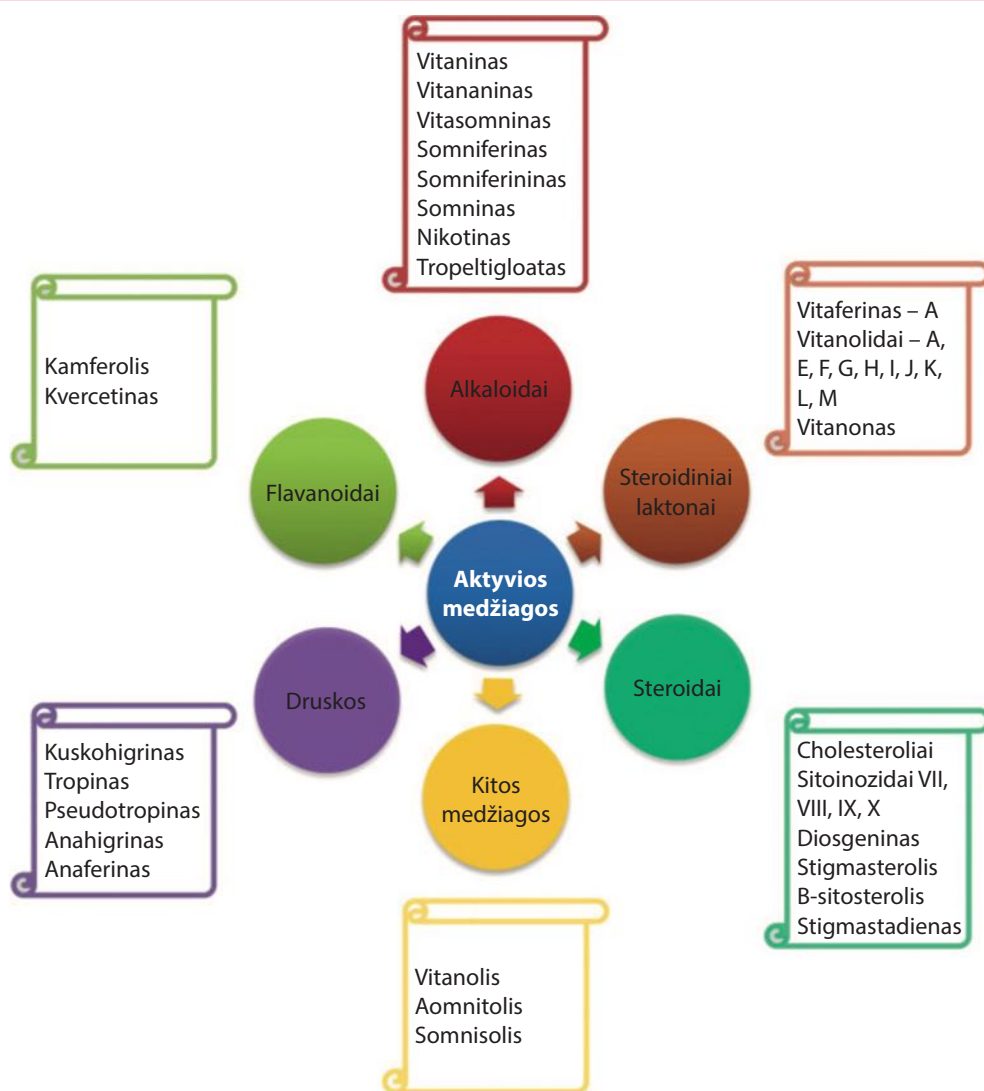 Vitaninas
Vitananinas
Vitasomninas
Somniferinas
Somniferininas
Somninas
Nikotinas
Tropeltigloatas
Kamferolis
Kvercetinas
Alkaloidai
Vitaferinas – A
Vitanolidai – A,
E, F, G, H, I, J, K,
L, M
Vitanonas
Flavanoidai
Steroidiniai
laktonai
Aktyvios
medžiagos
Druskos
Steroidai
Kuskohigrinas
Tropinas
Pseudotropinas
Anahigrinas
Anaferinas
Kitos
medžiagos
Cholesteroliai
Sitoinozidai VII,
VIII, IX, X
Diosgeninas
Stigmasterolis
B-sitosterolis
Stigmastadienas
Vitanolis
Aomnitolis
Somnisolis